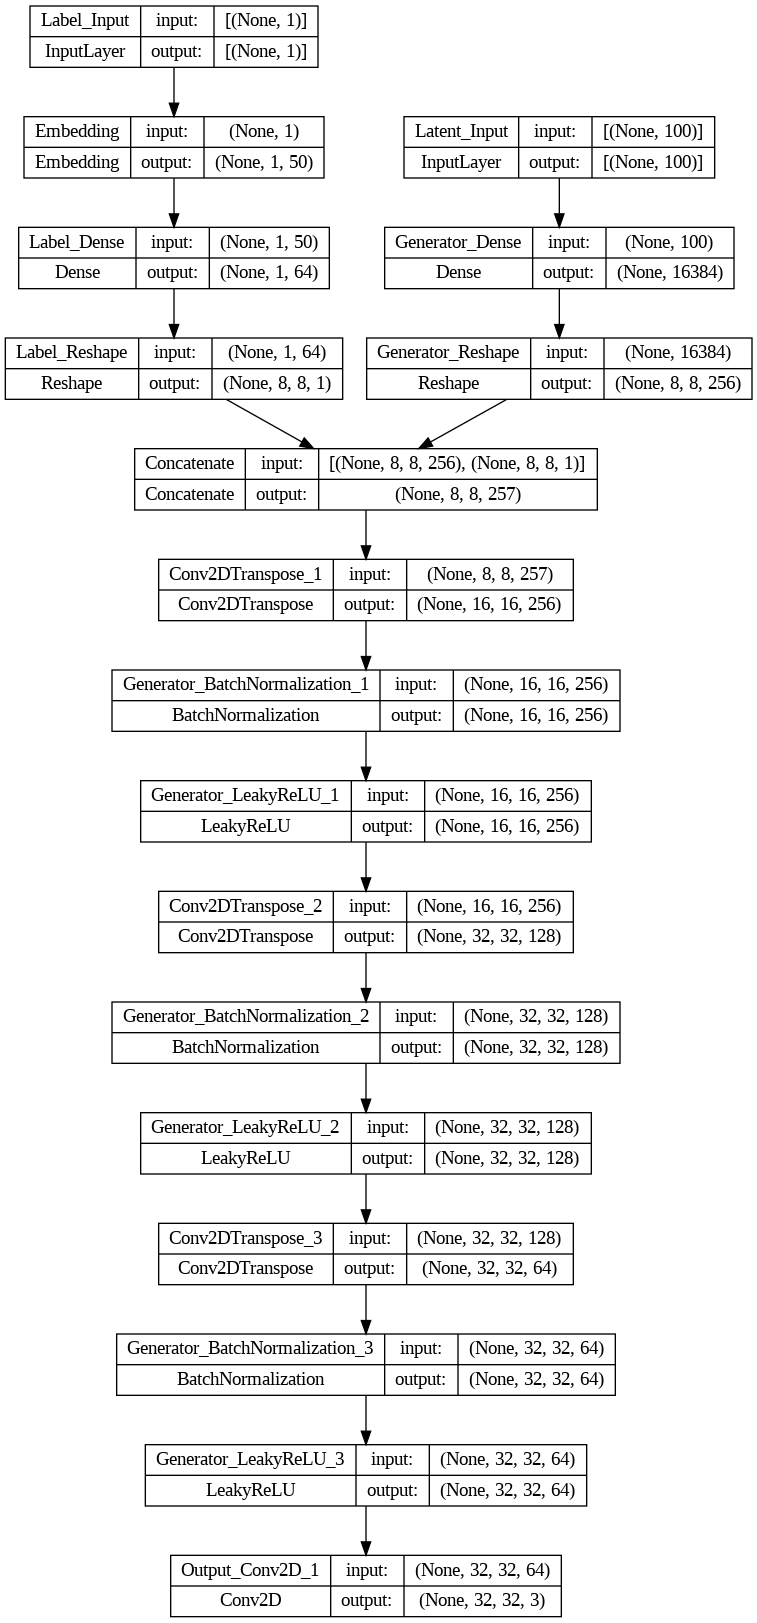 Label_Input input: [(None, 1)]
InputLayer output: [(None, 1)]
Embedding input: (None, 1)
Embedding output: (None, 1, 50)
Latent_Input input: [(None, 100)]
InputLayer output: [(None, 100)]
Label_Dense input: (None, 1, 50)
Dense output: (None, 1, 64)
Generator_Dense input: (None, 100)
Dense output: (None, 16384)
Label_Reshape input: (None, 1, 64)
Reshape output: (None, 8, 8, 1)
Generator_Reshape input: (None, 16384)
Reshape output: (None, 8, 8, 256)
Concatenate input: [(None, 8, 8, 256), (None, 8, 8, 1)]
Concatenate output: (None, 8, 8, 257)
Conv2DTranspose_1 input: (None, 8, 8, 257)
Conv2DTranspose output: (None, 16, 16, 256)
Generator_BatchNormalization_1 input: (None, 16, 16, 256)
BatchNormalization output: (None, 16, 16, 256)
Generator_LeakyReLU_1 input: (None, 16, 16, 256)
LeakyReLU output: (None, 16, 16, 256)
Conv2DTranspose_2 input: (None, 16, 16, 256)
Conv2DTranspose output: (None, 32, 32, 128)
Generator_BatchNormalization_2 input: (None, 32, 32, 128)
BatchNormalization output: (None, 32, 32, 128)
Generator_LeakyReLU_2 input: (None, 32, 32, 128)
LeakyReLU output: (None, 32, 32, 128)
Conv2DTranspose_3 input: (None, 32, 32, 128)
Conv2DTranspose output: (None, 32, 32, 64)
Generator_BatchNormalization_3 input: (None, 32, 32, 64)
BatchNormalization output: (None, 32, 32, 64)
Generator_LeakyReLU_3 input: (None, 32, 32, 64)
LeakyReLU output: (None, 32, 32, 64)
Output_Conv2D_1 input: (None, 32, 32, 64)
Conv2D output: (None, 32, 32, 3)